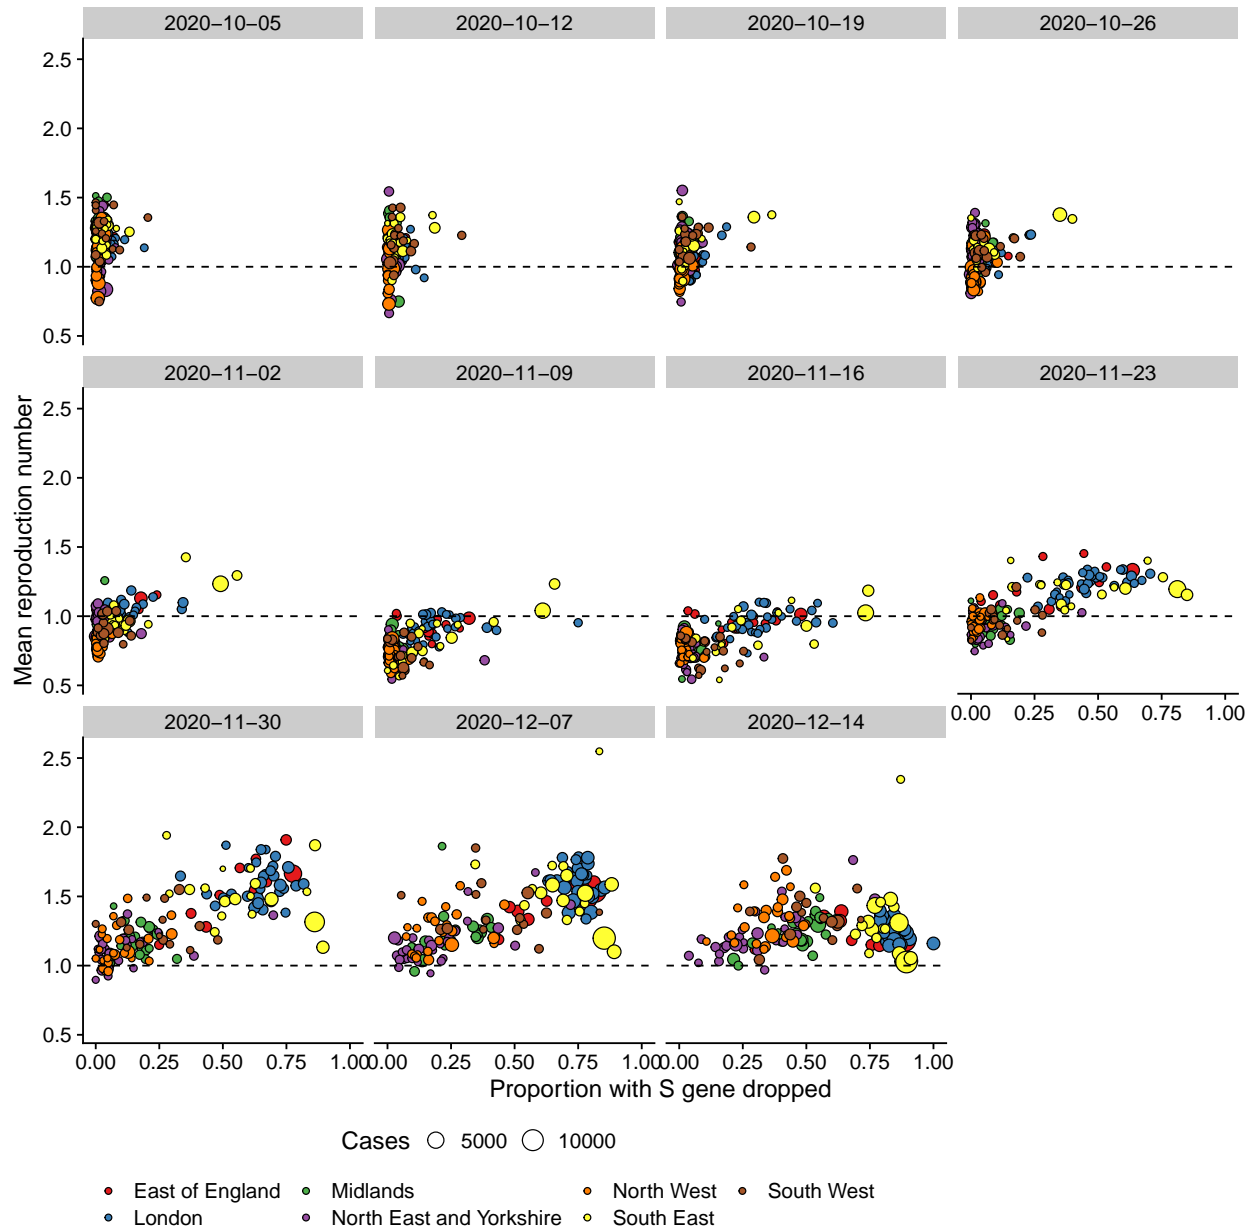 2020−10−05 2020−10−12 2020−10−19 2020−10−26
2.5
2.0
1.5
1.0
0.5
2020−11−02 2020−11−09 2020−11−16 2020−11−23
2.5
2.0
1.5
1.0
0.5
0.00 0.25 0.50 0.75 1.00
Mean reproduction number
2020−11−30 2020−12−07 2020−12−14
2.5
2.0
1.5
1.0
0.5
0.00 0.25 0.50 0.75 1.00 0.00 0.25 0.50 0.75 1.00 0.00 0.25 0.50 0.75 1.00
Proportion with S gene dropped
Cases 5000 10000
East of England Midlands North West South West
London North East and Yorkshire South East